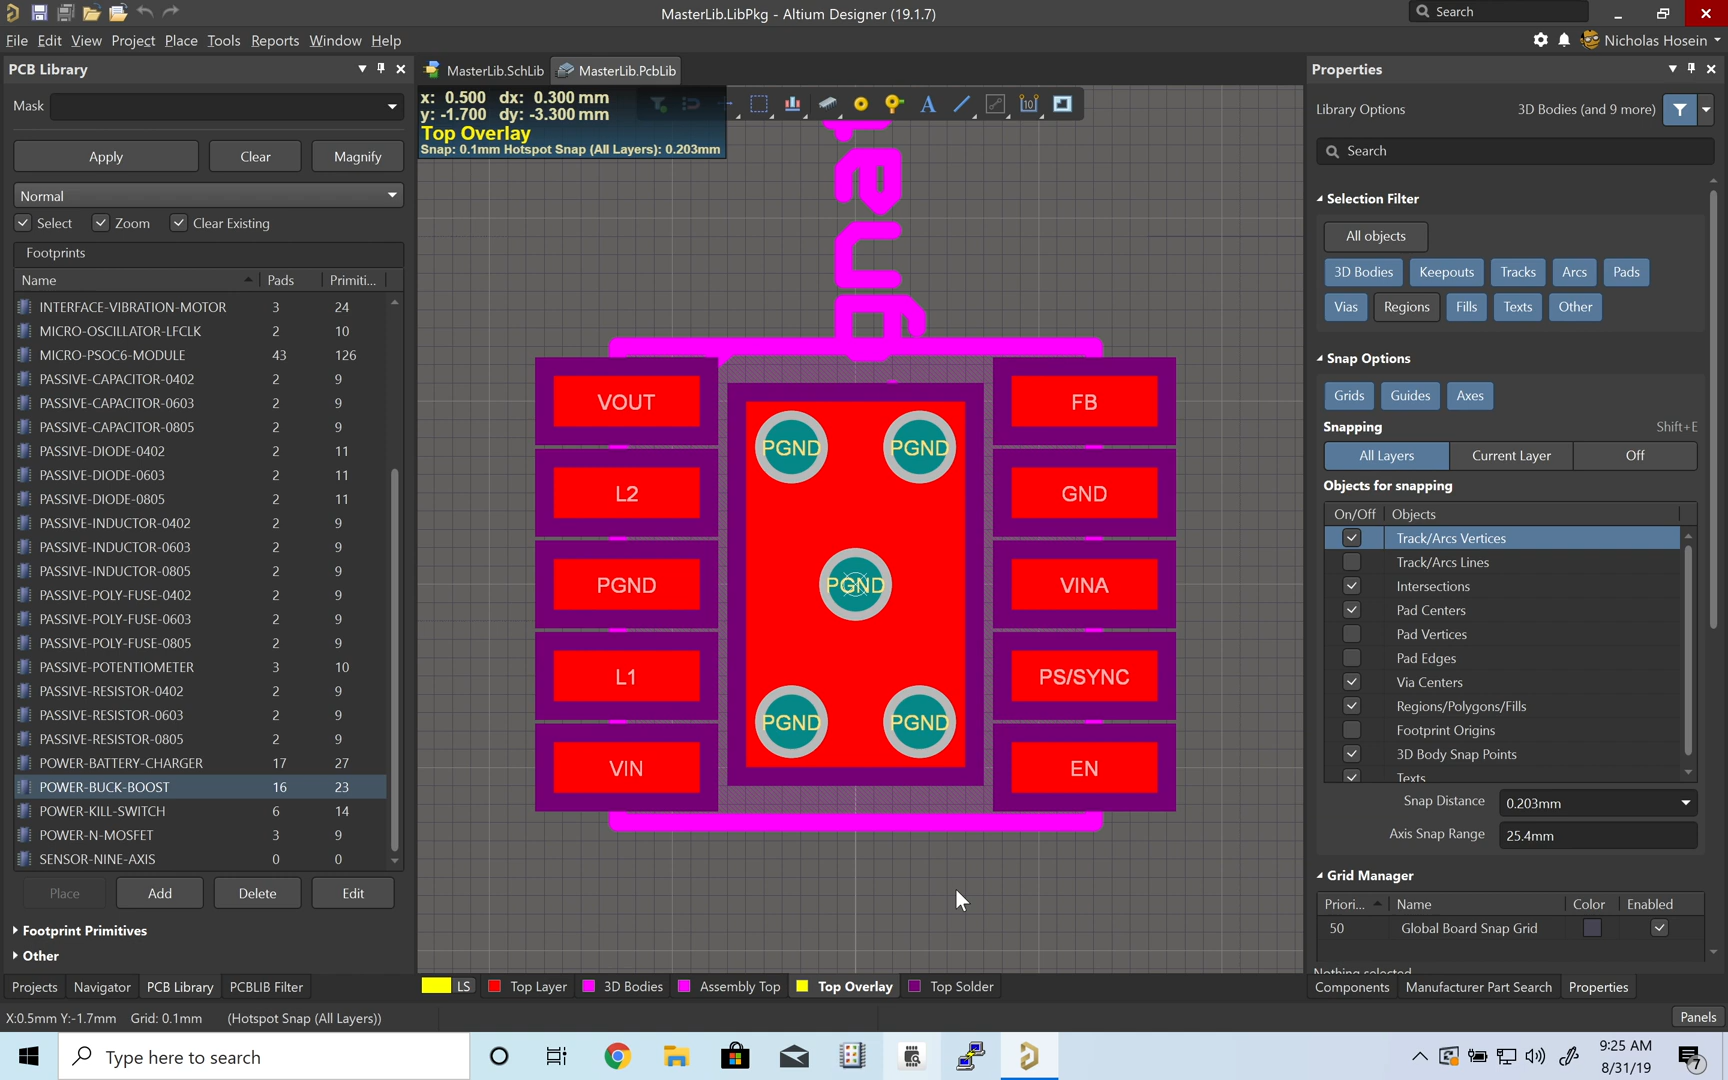 MasterLib.LibPkg - Altium Designer (19.1.7)
Search
File Edit View Project Place Tools Reports Window Help
Nicholas Hosein
PCB Library
MasterLib.SchLib
MasterLib.PcbLib
Properties
Mask
x: 0.500 dx: 0.300 mm
y: -1.700 dy: -3.300 mm
Top Overlay
Snap: 0.1mm Hotspot Snap (All Layers): 0.203mm
Library Options 3D Bodies (and 9 more)
Apply Clear Magnify
Search
Normal
Select Zoom Clear Existing
Footprints
Name Pads Primiti...
INTERFACE-VIBRATION-MOTOR 3 24
MICRO-OSCILLATOR-LFCLK 2 10
MICRO-PSOC6-MODULE 43 126
PASSIVE-CAPACITOR-0402 2 9
PASSIVE-CAPACITOR-0603 2 9
PASSIVE-CAPACITOR-0805 2 9
PASSIVE-DIODE-0402 2 11
PASSIVE-DIODE-0603 2 11
PASSIVE-DIODE-0805 2 11
PASSIVE-INDUCTOR-0402 2 9
PASSIVE-INDUCTOR-0603 2 9
PASSIVE-INDUCTOR-0805 2 9
PASSIVE-POLY-FUSE-0402 2 9
PASSIVE-POLY-FUSE-0603 2 9
PASSIVE-POLY-FUSE-0805 2 9
PASSIVE-POTENTIOMETER 3 10
PASSIVE-RESISTOR-0402 2 9
PASSIVE-RESISTOR-0603 2 9
PASSIVE-RESISTOR-0805 2 9
POWER-BATTERY-CHARGER 17 27
POWER-BUCK-BOOST 16 23
POWER-KILL-SWITCH 6 14
POWER-N-MOSFET 3 9
SENSOR-NINE-AXIS 0 0
Place Add Delete Edit
Footprint Primitives
Other
Projects Navigator PCB Library PCBLIB Filter
VOUT FB
PGND PGND
L2 GND
PGND PGND VINA
L1 PS/SYNC
PGND PGND
VIN EN
LS Top Layer 3D Bodies Assembly Top Top Overlay Top Solder
Selection Filter
All objects
3D Bodies Keepouts Tracks Arcs Pads
Vias Regions Fills Texts Other
Snap Options
Grids Guides Axes
Snapping Shift+E
All Layers Current Layer Off
Objects for snapping
On/Off Objects
Track/Arcs Vertices
Track/Arcs Lines
Intersections
Pad Centers
Pad Vertices
Pad Edges
Via Centers
Regions/Polygons/Fills
Footprint Origins
3D Body Snap Points
Texts
Snap Distance 0.203mm
Axis Snap Range 25.4mm
Grid Manager
Priori... Name Color Enabled
50 Global Board Snap Grid
Nothing selected
Components Manufacturer Part Search Properties
X:0.5mm Y:-1.7mm Grid: 0.1mm (Hotspot Snap (All Layers))
Panels
Type here to search
9:25 AM
8/31/19
7